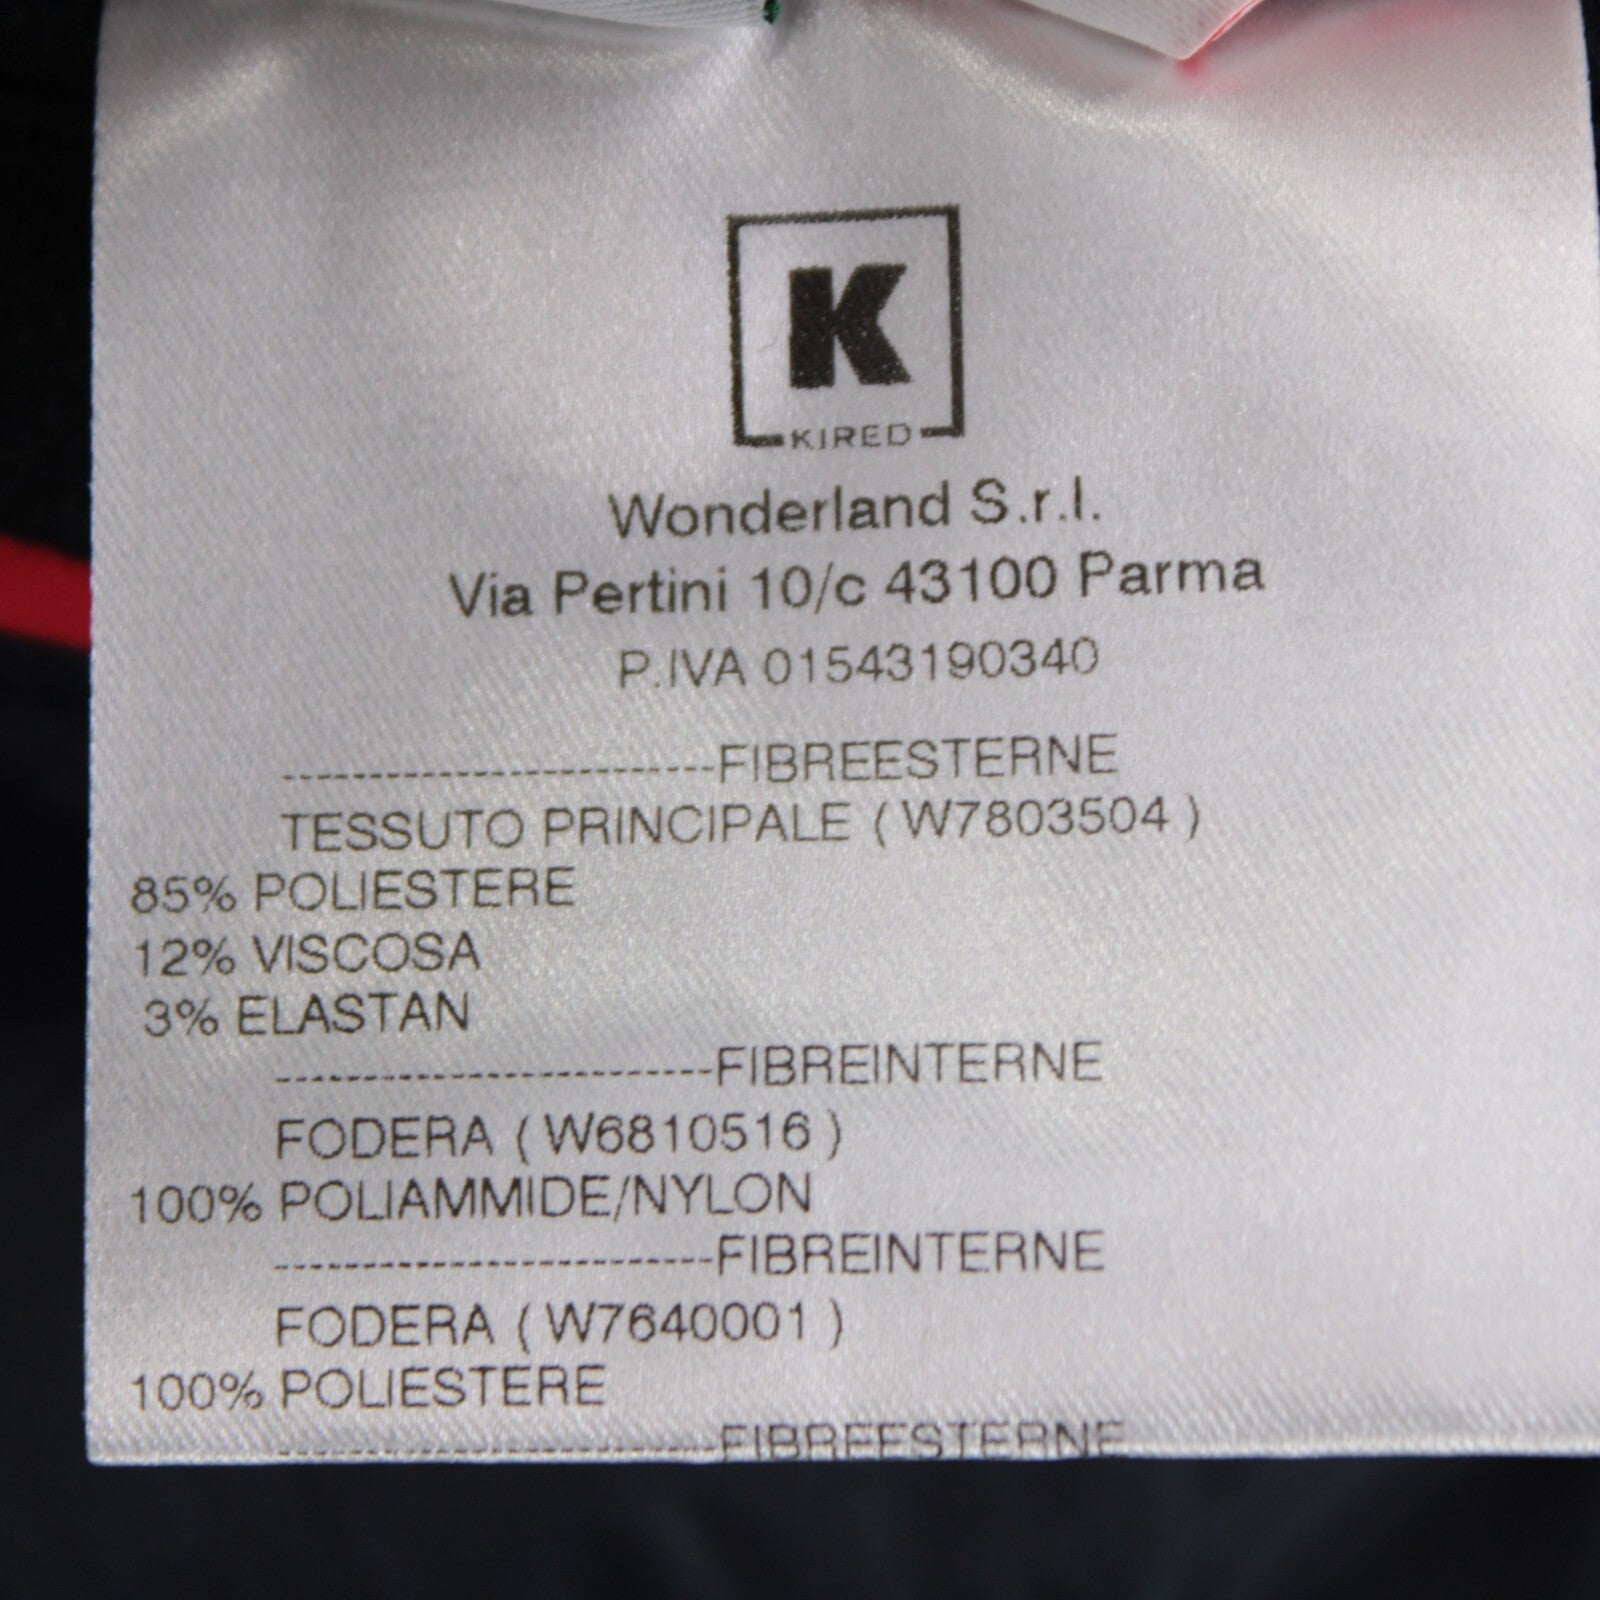 K
KIRED
Wonderland S.r.l.
Via Pertini 10/c 43100 Parma
P.IVA 01543190340
------------------------FIBREESTERNE
TESSUTO PRINCIPALE ( W7803504 )
85% POLIESTERE
12% VISCOSA
3% ELASTAN
------------------------FIBREINTERNE
FODERA ( W6810516 )
100% POLIAMMIDE/NYLON
------------------------FIBREINTERNE
FODERA ( W7640001 )
100% POLIESTERE
------------------------FIBREESTERNE